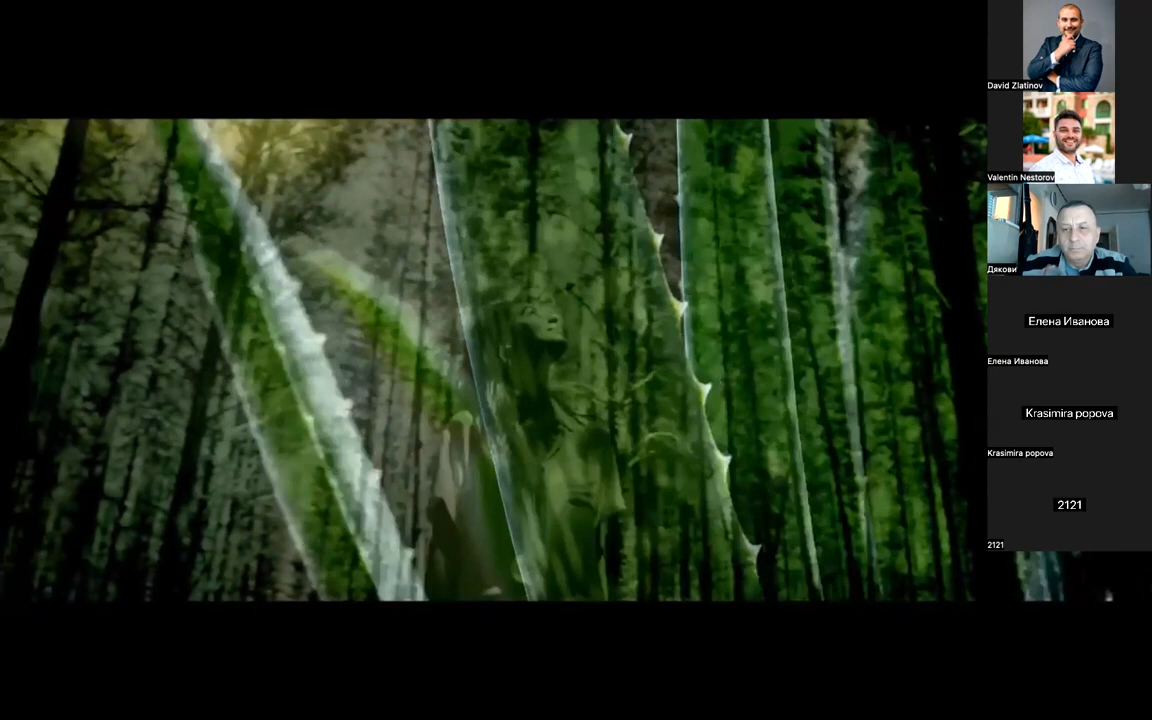 David Zlatinov
Valentin Nestorov
Дякови
Елена Иванова
Елена Иванова
Krasimira popova
Krasimira popova
2121
2121